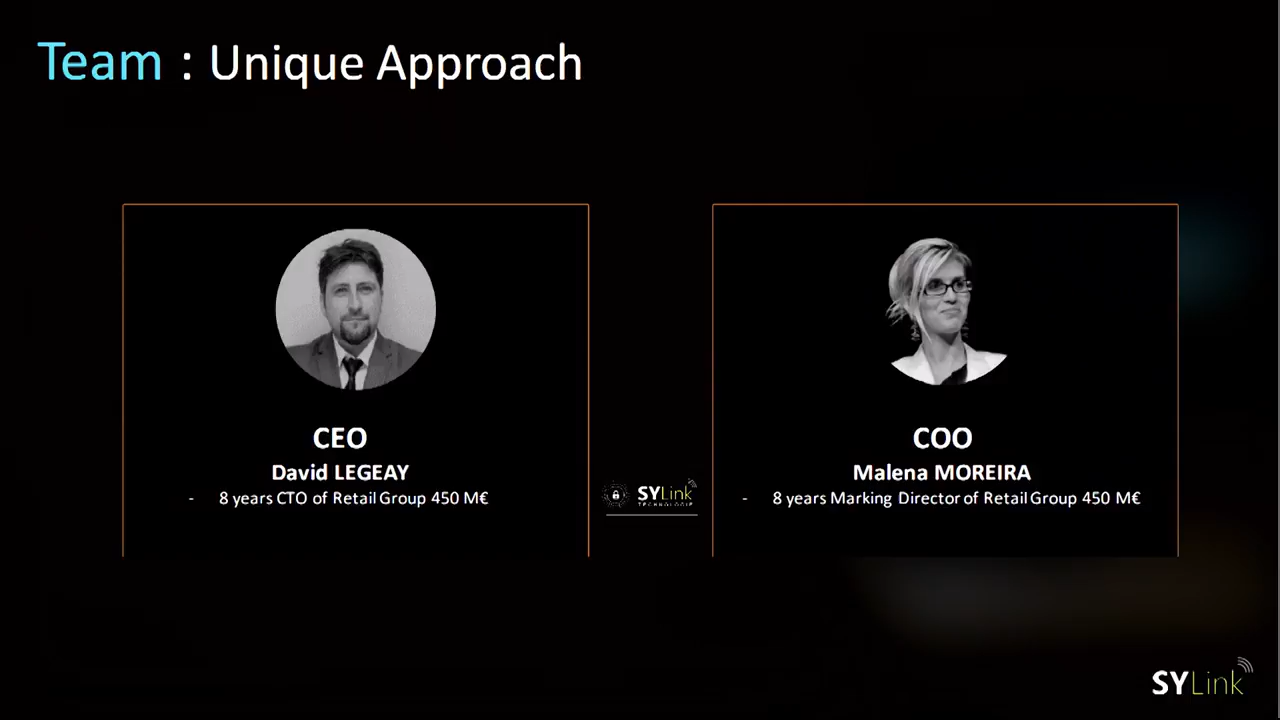 Team : Unique Approach
CEO
David LEGEAY
- 8 years CTO of Retail Group 450 M€
SYLink
TECHNOLOGIE
COO
Malena MOREIRA
- 8 years Marking Director of Retail Group 450 M€
SYLink